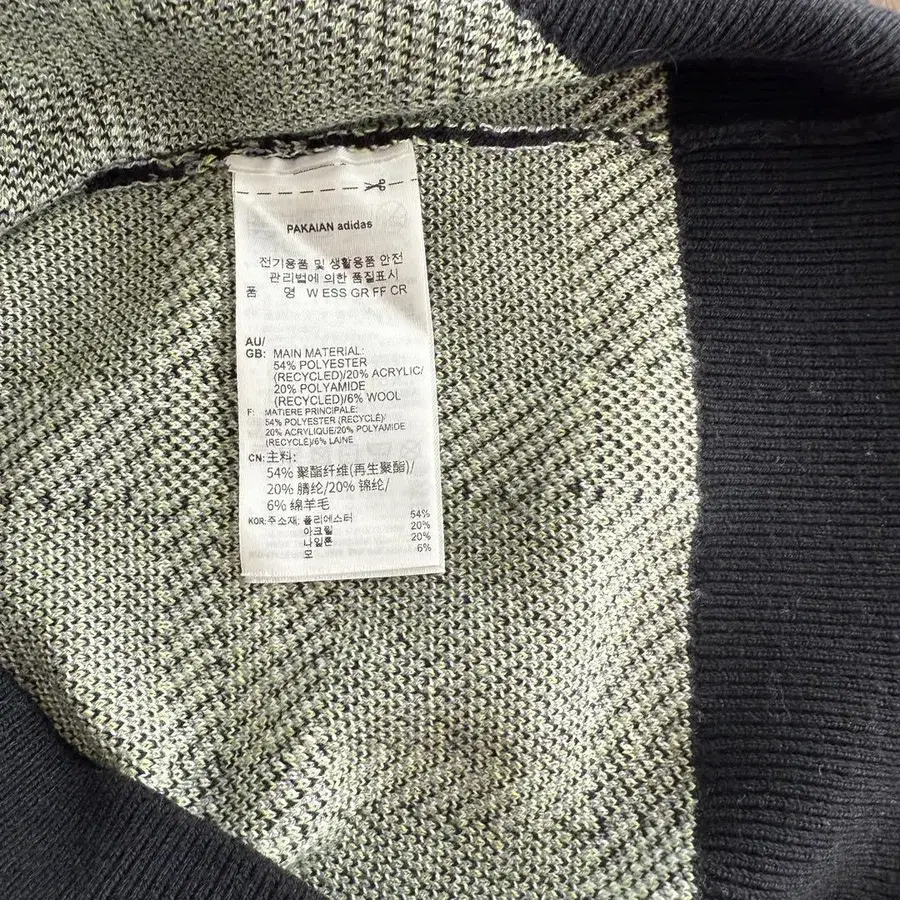 PAKAIAN adidas
전기용품 및 생활용품 안전
관리법에 의한 품질표시
품 명 W ESS GR FF CR
AU/
GB: MAIN MATERIAL:
54% POLYESTER
(RECYCLED)/20% ACRYLIC/
20% POLYAMIDE
(RECYCLED)/6% WOOL
F: MATIERE PRINCIPALE:
54% POLYESTER (RECYCLÉ)/
20% ACRYLIQUE/20% POLYAMIDE
(RECYCLÉ)/6% LAINE
CN: 主料:
54% 聚酯纤维(再生聚酯)/
20% 腈纶/20% 锦纶/
6% 绵羊毛
KOR: 주소재: 폴리에스터 54%
아크릴 20%
나일론 20%
모 6%